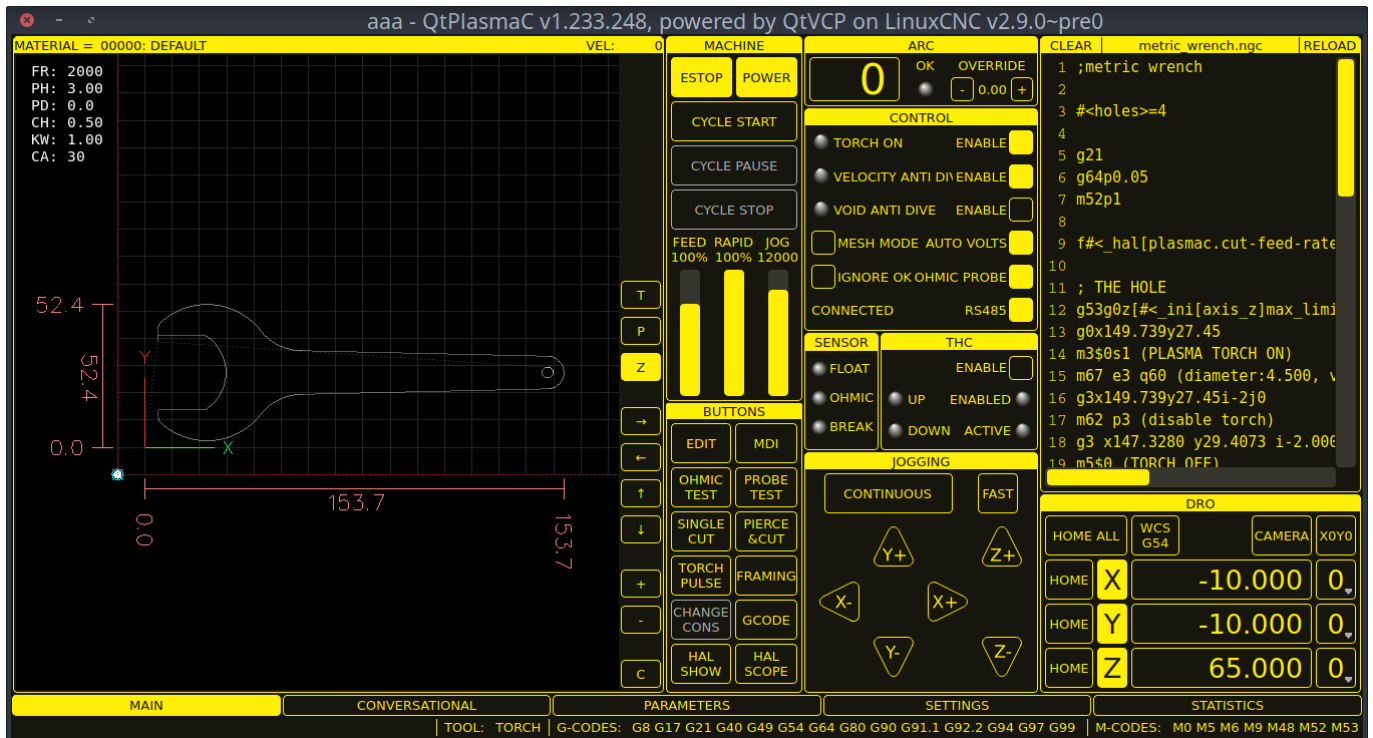 aaa - QtPlasmaC v1.233.248, powered by QtVCP on LinuxCNC v2.9.0~pre0
MATERIAL = 00000: DEFAULT VEL: 0
FR: 2000
PH: 3.00
PD: 0.0
CH: 0.50
KW: 1.00
CA: 30
52.4
52.4
0.0
Y
X
153.7
0.0
153.7
T
P
Z
→
←
↑
↓
+
-
C
MACHINE
ESTOP POWER
CYCLE START
CYCLE PAUSE
CYCLE STOP
FEED RAPID JOG
100% 100% 12000
BUTTONS
EDIT MDI
OHMIC TEST PROBE TEST
SINGLE CUT PIERCE &CUT
TORCH PULSE FRAMING
CHANGE CONS GCODE
HAL SHOW HAL SCOPE
ARC
0 OK OVERRIDE
- 0.00 +
CONTROL
TORCH ON ENABLE
VELOCITY ANTI DI ENABLE
VOID ANTI DIVE ENABLE
MESH MODE AUTO VOLTS
IGNORE OK OHMIC PROBE
CONNECTED RS485
SENSOR
FLOAT
OHMIC
BREAK
THC
ENABLE
UP ENABLED
DOWN ACTIVE
JOGGING
CONTINUOUS FAST
Y+ Z+
X- X+
Y- Z-
CLEAR metric_wrench.ngc RELOAD
1 ;metric wrench
2
3 #<holes>=4
4
5 g21
6 g64p0.05
7 m52p1
8
9 f#<_hal[plasmac.cut-feed-rate
10
11 ; THE HOLE
12 g53g0z[#<_ini[axis_z]max_limi
13 g0x149.739y27.45
14 m3$0s1 (PLASMA TORCH ON)
15 m67 e3 q60 (diameter:4.500, v
16 g3x149.739y27.45i-2j0
17 m62 p3 (disable torch)
18 g3 x147.3280 y29.4073 i-2.000
19 m5$0 (TORCH OFF)
DRO
HOME ALL WCS G54 CAMERA X0Y0
HOME X -10.000 0
HOME Y -10.000 0
HOME Z 65.000 0
MAIN CONVERSATIONAL PARAMETERS SETTINGS STATISTICS
TOOL: TORCH G-CODES: G8 G17 G21 G40 G49 G54 G64 G80 G90 G91.1 G92.2 G94 G97 G99 M-CODES: M0 M5 M6 M9 M48 M52 M53